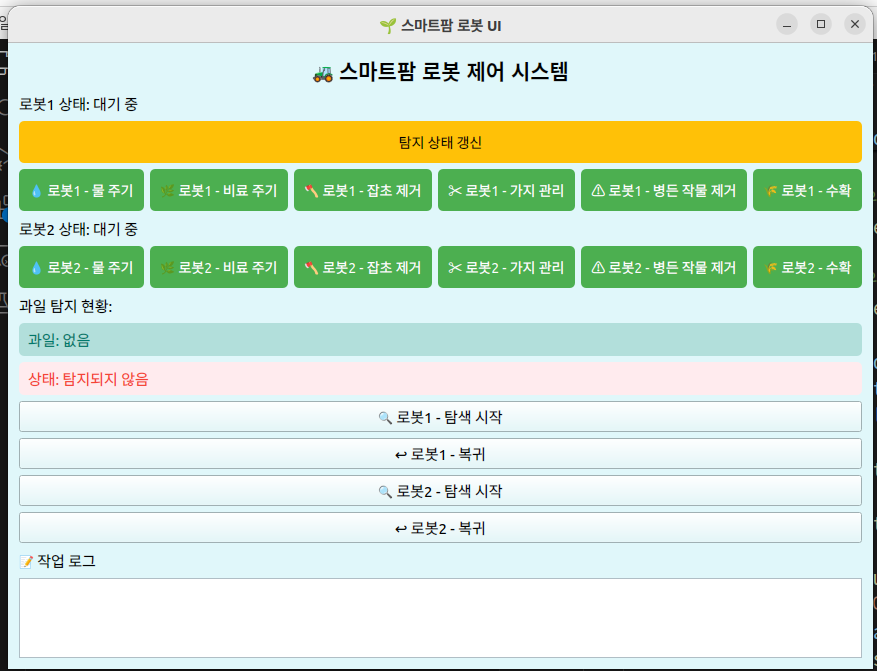 🌱 스마트팜 로봇 UI
🚜 스마트팜 로봇 제어 시스템
로봇1 상태: 대기 중
탐지 상태 갱신
💧 로봇1 - 물 주기 🌿 로봇1 - 비료 주기 🪓 로봇1 - 잡초 제거 ✂ 로봇1 - 가지 관리 ⚠ 로봇1 - 병든 작물 제거 🌾 로봇1 - 수확
로봇2 상태: 대기 중
💧 로봇2 - 물 주기 🌿 로봇2 - 비료 주기 🪓 로봇2 - 잡초 제거 ✂ 로봇2 - 가지 관리 ⚠ 로봇2 - 병든 작물 제거 🌾 로봇2 - 수확
과일 탐지 현황:
과일: 없음
상태: 탐지되지 않음
🔍 로봇1 - 탐색 시작
↩ 로봇1 - 복귀
🔍 로봇2 - 탐색 시작
↩ 로봇2 - 복귀
📝 작업 로그